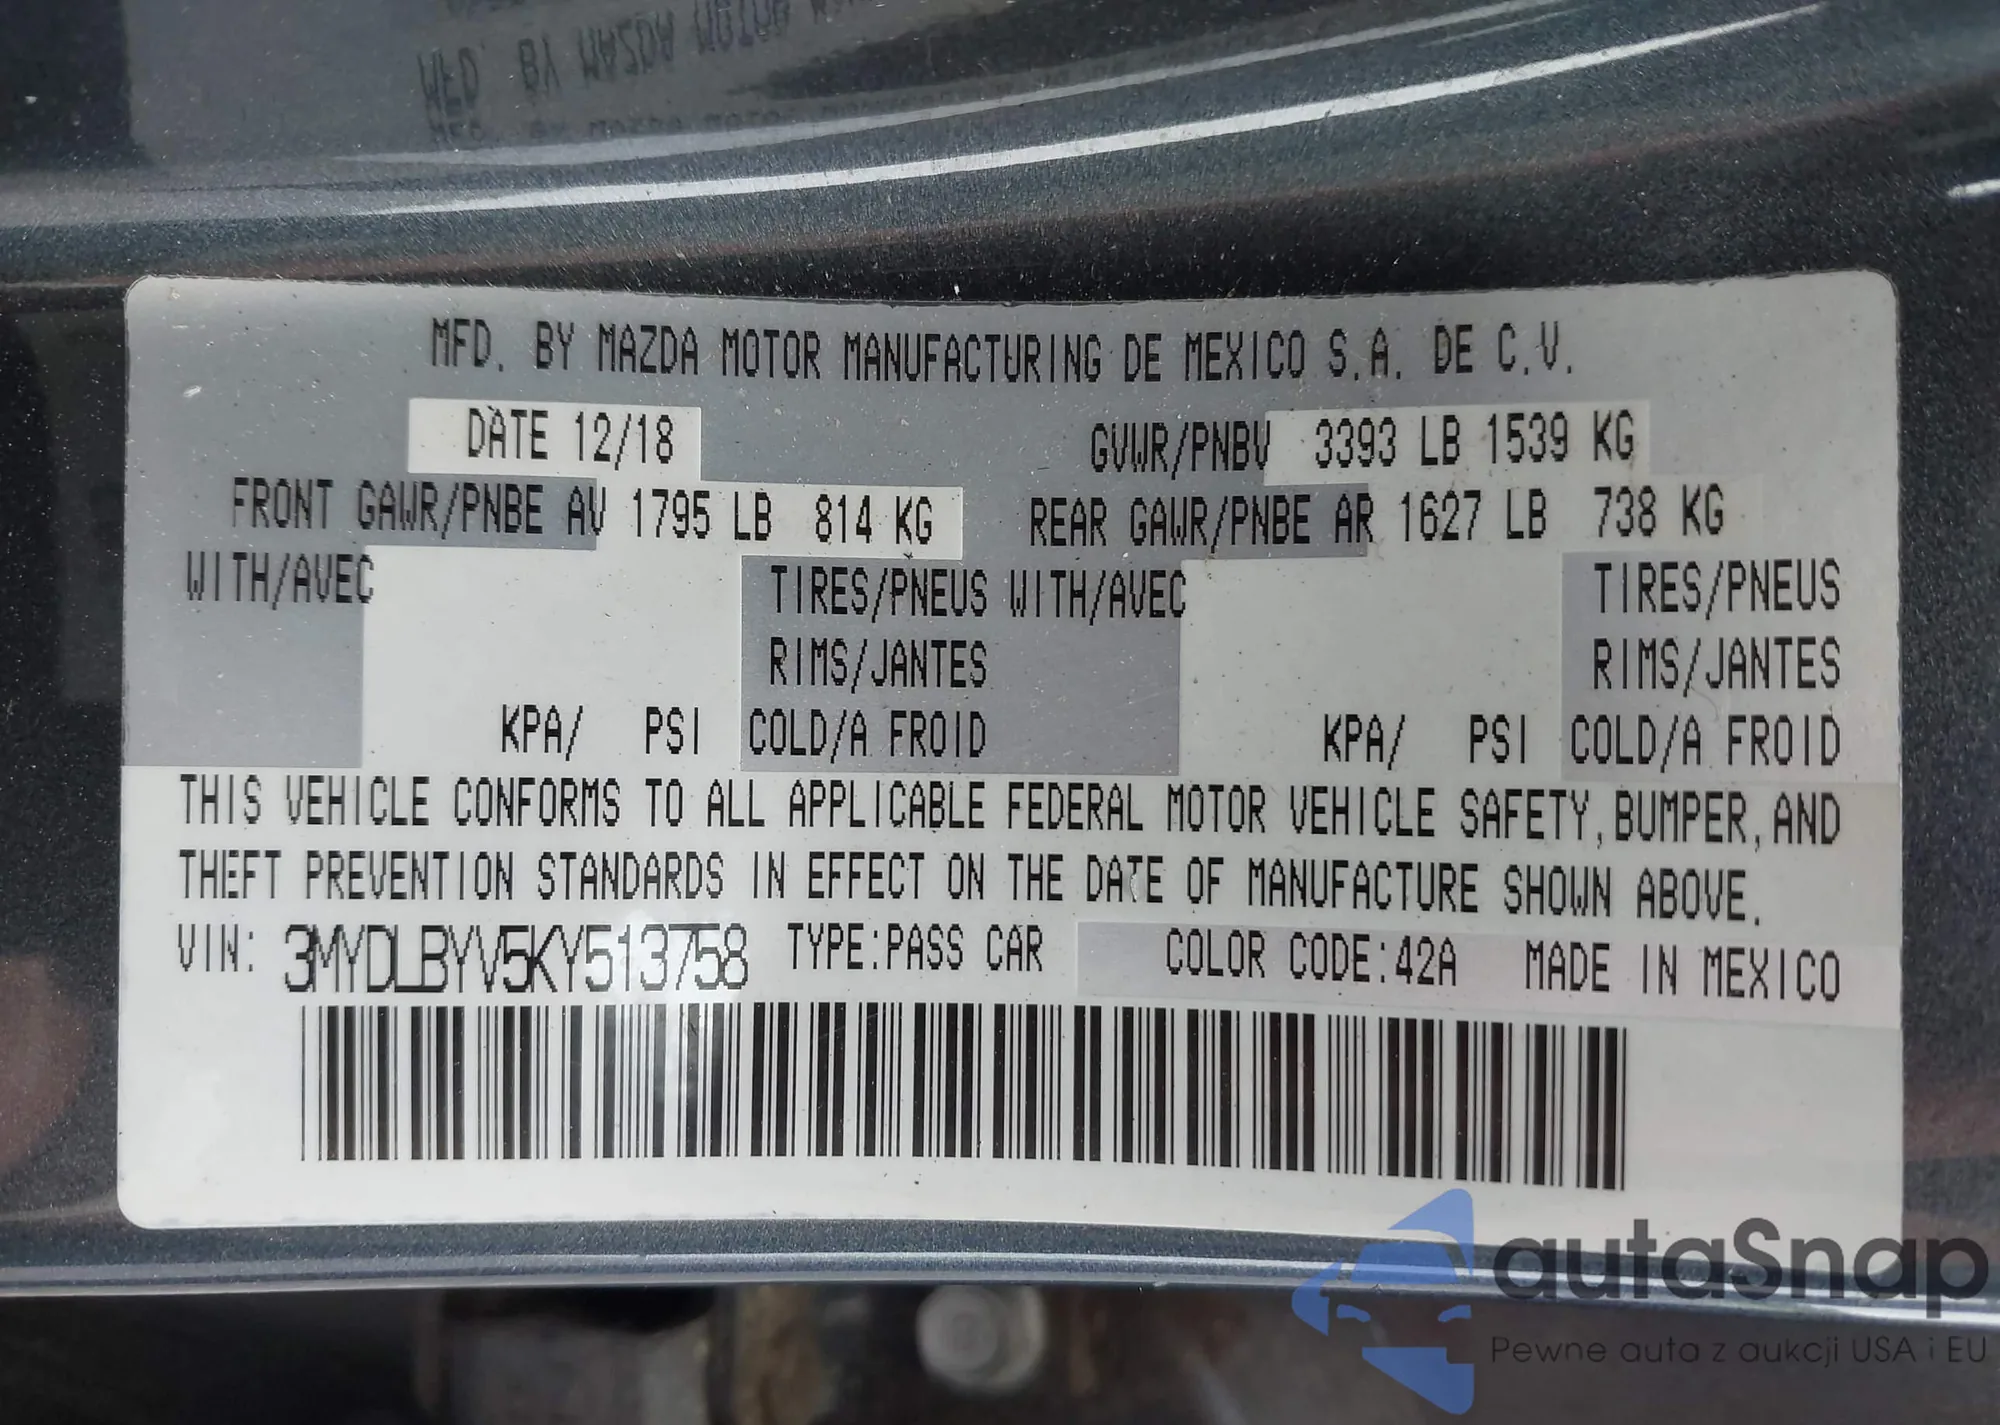 MFD. BY MAZDA MOTOR
MFD. BY MAZDA MOTOR MANUFACTURING DE MEXICO S.A. DE C.V.
DATE 12/18 GVWR/PNBV 3393 LB 1539 KG
FRONT GAWR/PNBE AV 1795 LB 814 KG REAR GAWR/PNBE AR 1627 LB 738 KG
WITH/AVEC TIRES/PNEUS WITH/AVEC TIRES/PNEUS
RIMS/JANTES RIMS/JANTES
KPA/ PSI COLD/A FROID KPA/ PSI COLD/A FROID
THIS VEHICLE CONFORMS TO ALL APPLICABLE FEDERAL MOTOR VEHICLE SAFETY, BUMPER, AND
THEFT PREVENTION STANDARDS IN EFFECT ON THE DATE OF MANUFACTURE SHOWN ABOVE.
VIN: 3MYDLBYV5KY513758 TYPE:PASS CAR COLOR CODE:42A MADE IN MEXICO
autaSnap
Pewne auta z aukcji USA i EU